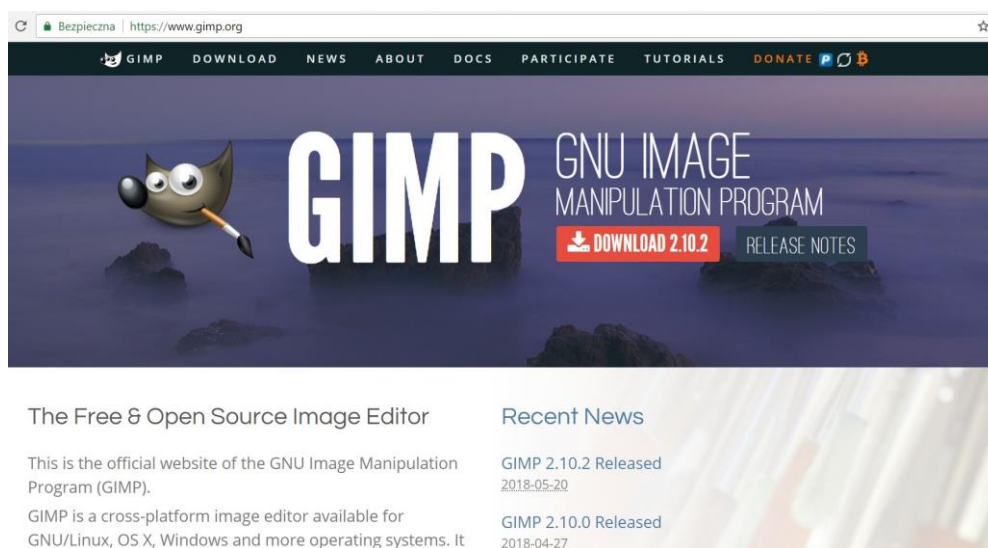 Bezpieczna | https://www.gimp.org
GIMP DOWNLOAD NEWS ABOUT DOCS PARTICIPATE TUTORIALS DONATE
GIMP
GNU IMAGE
MANIPULATION PROGRAM
DOWNLOAD 2.10.2 RELEASE NOTES
The Free & Open Source Image Editor
This is the official website of the GNU Image Manipulation
Program (GIMP).
GIMP is a cross-platform image editor available for
GNU/Linux, OS X, Windows and more operating systems. It
Recent News
GIMP 2.10.2 Released
2018-05-20
GIMP 2.10.0 Released
2018-04-27